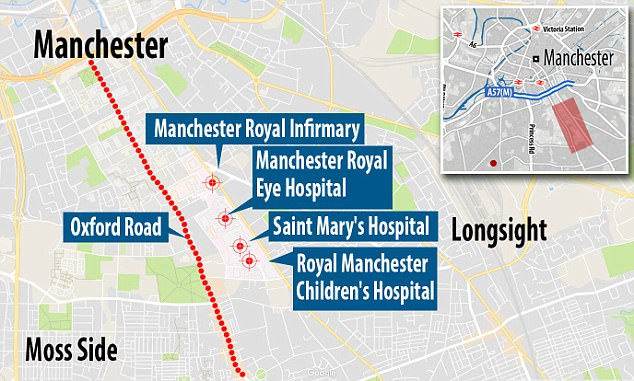 Manchester
Victoria Station
A6
Manchester
A57(M)
Princess Rd
Manchester Royal Infirmary
Manchester Royal
Eye Hospital
Oxford Road
Saint Mary's Hospital
Longsight
Royal Manchester
Children's Hospital
Moss Side
Google